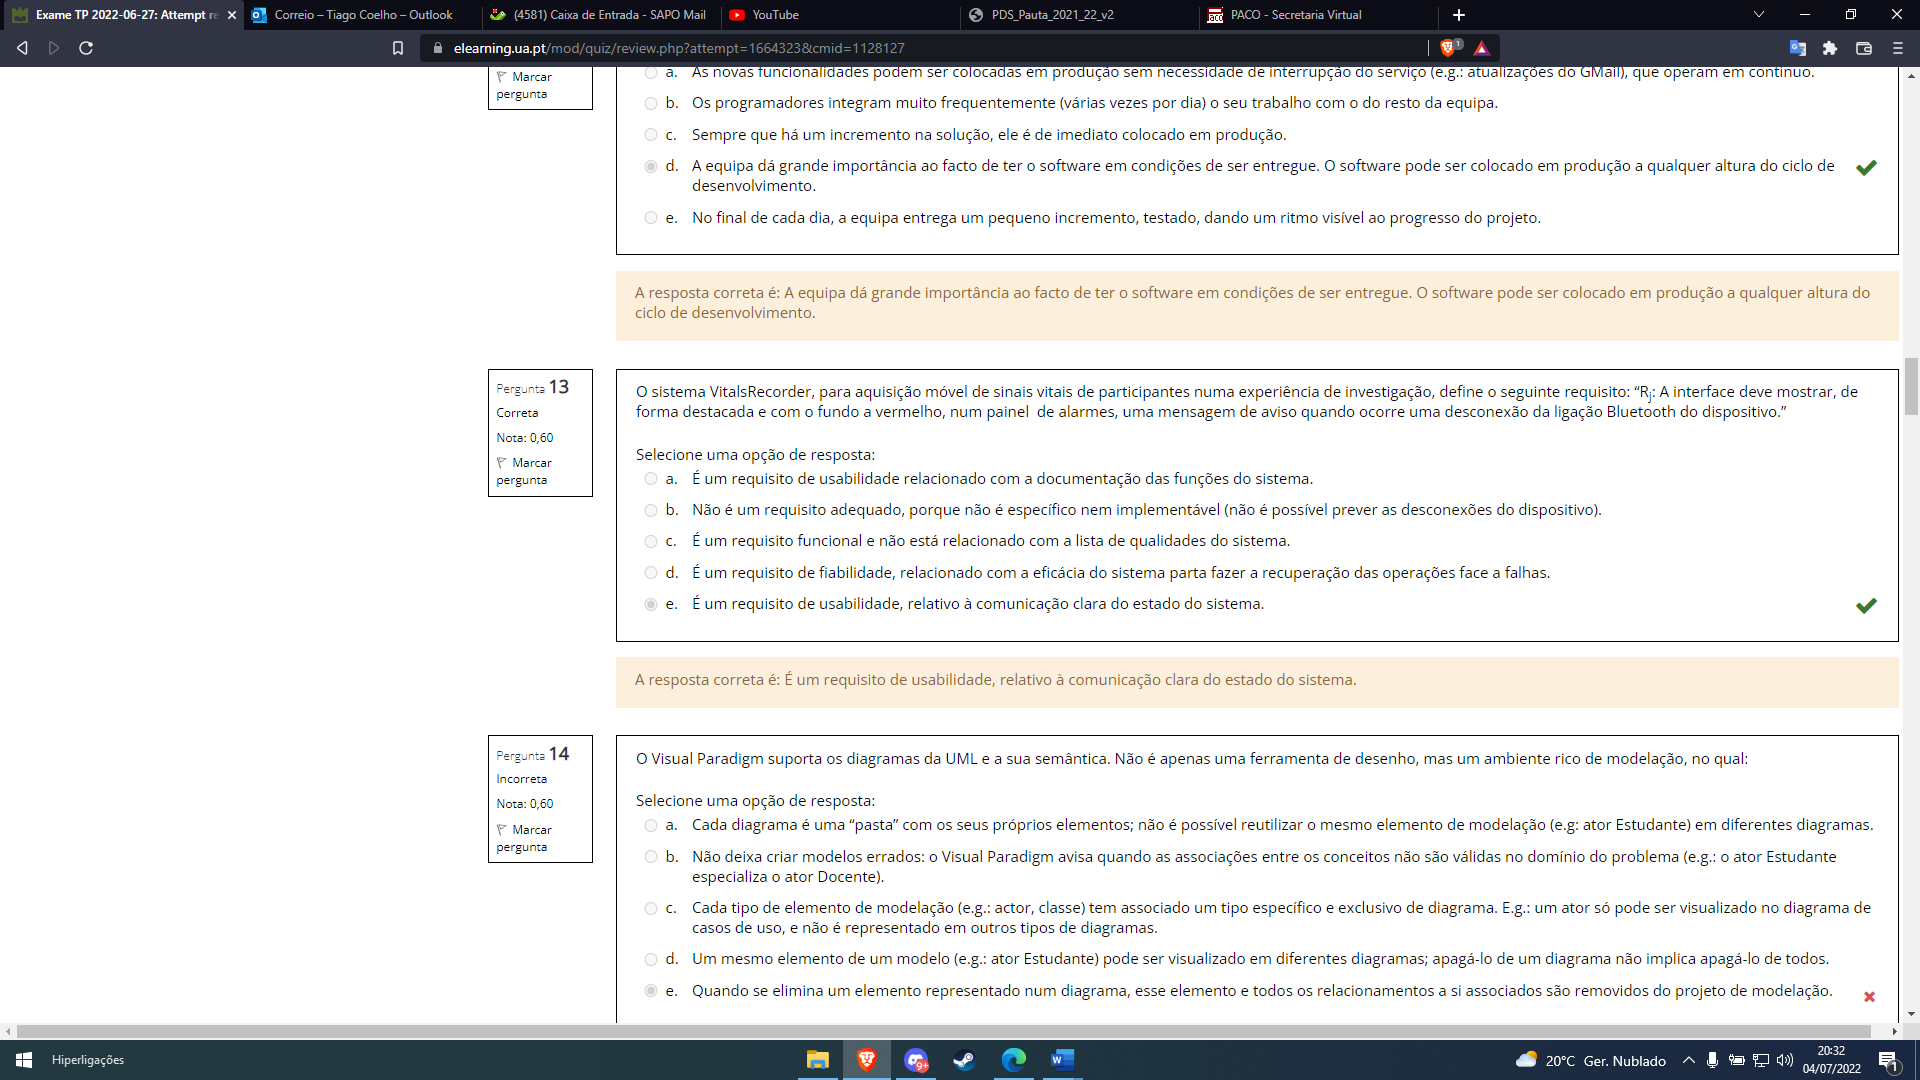 Exame TP 2022-06-27: Attempt re
Correio – Tiago Coelho – Outlook
(4581) Caixa de Entrada - SAPO Mail
YouTube
PDS_Pauta_2021_22_v2
PACO - Secretaria Virtual
elearning.ua.pt/mod/quiz/review.php?attempt=1664323&cmid=1128127
Marcar
pergunta
a. As novas funcionalidades podem ser colocadas em produção sem necessidade de interrupção do serviço (e.g.: atualizações do GMail), que operam em contínuo.
b. Os programadores integram muito frequentemente (várias vezes por dia) o seu trabalho com o do resto da equipa.
c. Sempre que há um incremento na solução, ele é de imediato colocado em produção.
d. A equipa dá grande importância ao facto de ter o software em condições de ser entregue. O software pode ser colocado em produção a qualquer altura do ciclo de
desenvolvimento.
e. No final de cada dia, a equipa entrega um pequeno incremento, testado, dando um ritmo visível ao progresso do projeto.
A resposta correta é: A equipa dá grande importância ao facto de ter o software em condições de ser entregue. O software pode ser colocado em produção a qualquer altura do
ciclo de desenvolvimento.
Pergunta 13
Correta
Nota: 0,60
Marcar
pergunta
O sistema VitalsRecorder, para aquisição móvel de sinais vitais de participantes numa experiência de investigação, define o seguinte requisito: “Rj: A interface deve mostrar, de
forma destacada e com o fundo a vermelho, num painel de alarmes, uma mensagem de aviso quando ocorre uma desconexão da ligação Bluetooth do dispositivo.”
Selecione uma opção de resposta:
a. É um requisito de usabilidade relacionado com a documentação das funções do sistema.
b. Não é um requisito adequado, porque não é específico nem implementável (não é possível prever as desconexões do dispositivo).
c. É um requisito funcional e não está relacionado com a lista de qualidades do sistema.
d. É um requisito de fiabilidade, relacionado com a eficácia do sistema parta fazer a recuperação das operações face a falhas.
e. É um requisito de usabilidade, relativo à comunicação clara do estado do sistema.
A resposta correta é: É um requisito de usabilidade, relativo à comunicação clara do estado do sistema.
Pergunta 14
Incorreta
Nota: 0,60
Marcar
pergunta
O Visual Paradigm suporta os diagramas da UML e a sua semântica. Não é apenas uma ferramenta de desenho, mas um ambiente rico de modelação, no qual:
Selecione uma opção de resposta:
a. Cada diagrama é uma “pasta” com os seus próprios elementos; não é possível reutilizar o mesmo elemento de modelação (e.g: ator Estudante) em diferentes diagramas.
b. Não deixa criar modelos errados: o Visual Paradigm avisa quando as associações entre os conceitos não são válidas no domínio do problema (e.g.: o ator Estudante
especializa o ator Docente).
c. Cada tipo de elemento de modelação (e.g.: actor, classe) tem associado um tipo específico e exclusivo de diagrama. E.g.: um ator só pode ser visualizado no diagrama de
casos de uso, e não é representado em outros tipos de diagramas.
d. Um mesmo elemento de um modelo (e.g.: ator Estudante) pode ser visualizado em diferentes diagramas; apagá-lo de um diagrama não implica apagá-lo de todos.
e. Quando se elimina um elemento representado num diagrama, esse elemento e todos os relacionamentos a si associados são removidos do projeto de modelação.
Hiperligações
20°C Ger. Nublado
20:32
04/07/2022